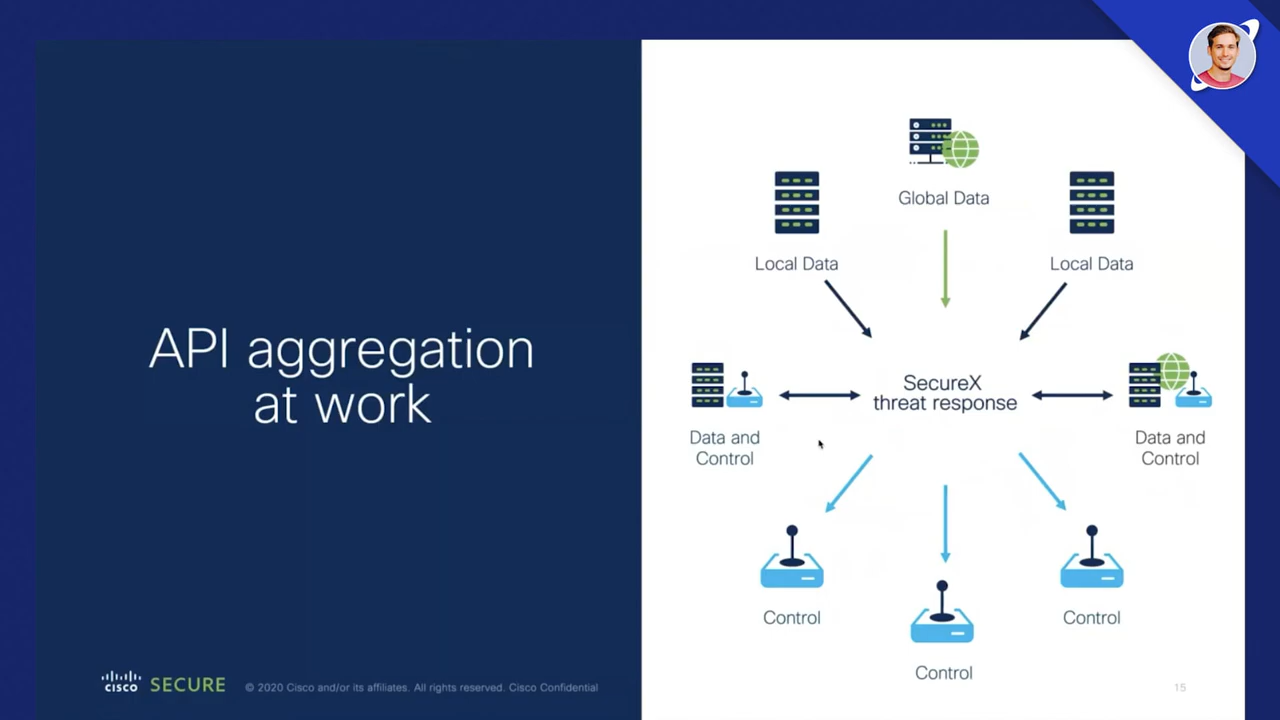 API aggregation
at work
Global Data
Local Data
Local Data
SecureX
threat response
Data and
Control
Data and
Control
Control
Control
Control
cisco SECURE © 2020 Cisco and/or its affiliates. All rights reserved. Cisco Confidential
15